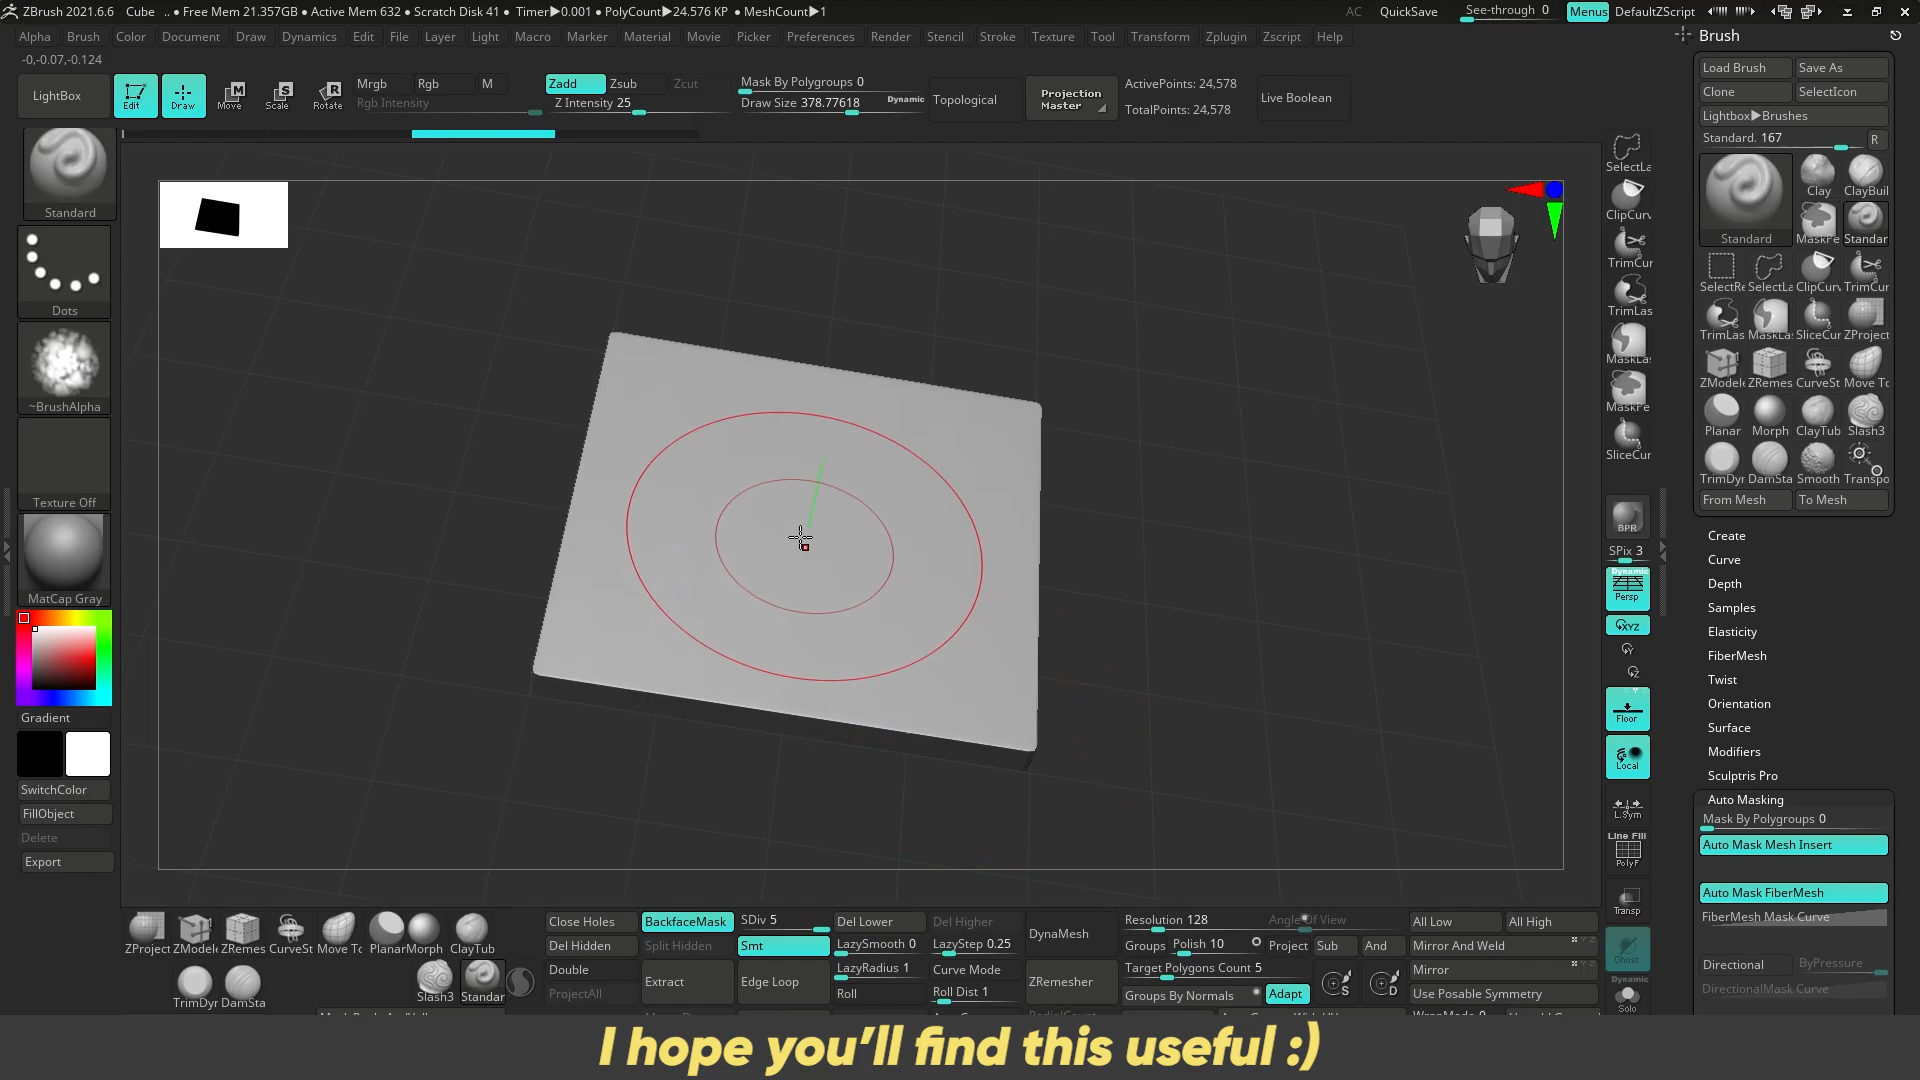 ZBrush 2021.6.6 Cube .. ● Free Mem 21.357GB ● Active Mem 632 ● Scratch Disk 41 ● Timer▶0.001 ● PolyCount▶24.576 KP ● MeshCount▶1 AC QuickSave See-through 0 Menus DefaultZScript
Alpha Brush Color Document Draw Dynamics Edit File Layer Light Macro Marker Material Movie Picker Preferences Render Stencil Stroke Texture Tool Transform Zplugin Zscript Help
-0,-0.07,-0.124
LightBox
Edit
Draw
Move
Scale
Rotate
Mrgb Rgb M
Rgb Intensity
Zadd Zsub Zcut
Z Intensity 25
Mask By Polygroups 0
Draw Size 378.77618 Dynamic
Topological
Projection
Master
ActivePoints: 24,578
TotalPoints: 24,578
Live Boolean
Standard
Dots
~BrushAlpha
Texture Off
MatCap Gray
Gradient
SwitchColor
FillObject
Delete
Export
SelectLa
ClipCurv
TrimCur
TrimLas
MaskLas
MaskPe
SliceCur
BPR
SPix 3
Dynamic
Persp
XYZ
Floor
Local
L.Sym
Line Fill
PolyF
Transp
Ghost
Dynamic
Solo
Brush
Load Brush Save As
Clone SelectIcon
Lightbox▶Brushes
Standard. 167 R
Standard
Clay ClayBuil
MaskPe Standar
SelectRe SelectLa ClipCurv TrimCur
TrimLas MaskLas SliceCur ZProject
ZModele ZRemes CurveSt Move To
Planar Morph ClayTub Slash3
TrimDyr DamSta Smooth Transpo
From Mesh To Mesh
Create
Curve
Depth
Samples
Elasticity
FiberMesh
Twist
Orientation
Surface
Modifiers
Sculptris Pro
Auto Masking
Mask By Polygroups 0
Auto Mask Mesh Insert
Auto Mask FiberMesh
FiberMesh Mask Curve
Directional ByPressure
DirectionalMask Curve
ZProject ZModele ZRemes CurveSt Move To Planar Morph ClayTub
TrimDyr DamSta Slash3 Standar
Close Holes BackfaceMask SDiv 5 Del Lower Del Higher
Del Hidden Split Hidden Smt LazySmooth 0 LazyStep 0.25
Double Extract Edge Loop LazyRadius 1 Curve Mode
ProjectAll Roll Roll Dist 1
DynaMesh
ZRemesher
Resolution 128 Angle Of View
Groups Polish 10 Project Sub And
Target Polygons Count 5
Groups By Normals Adapt
S
D
All Low All High
Mirror And Weld
Mirror
Use Posable Symmetry
I hope you'll find this useful :)